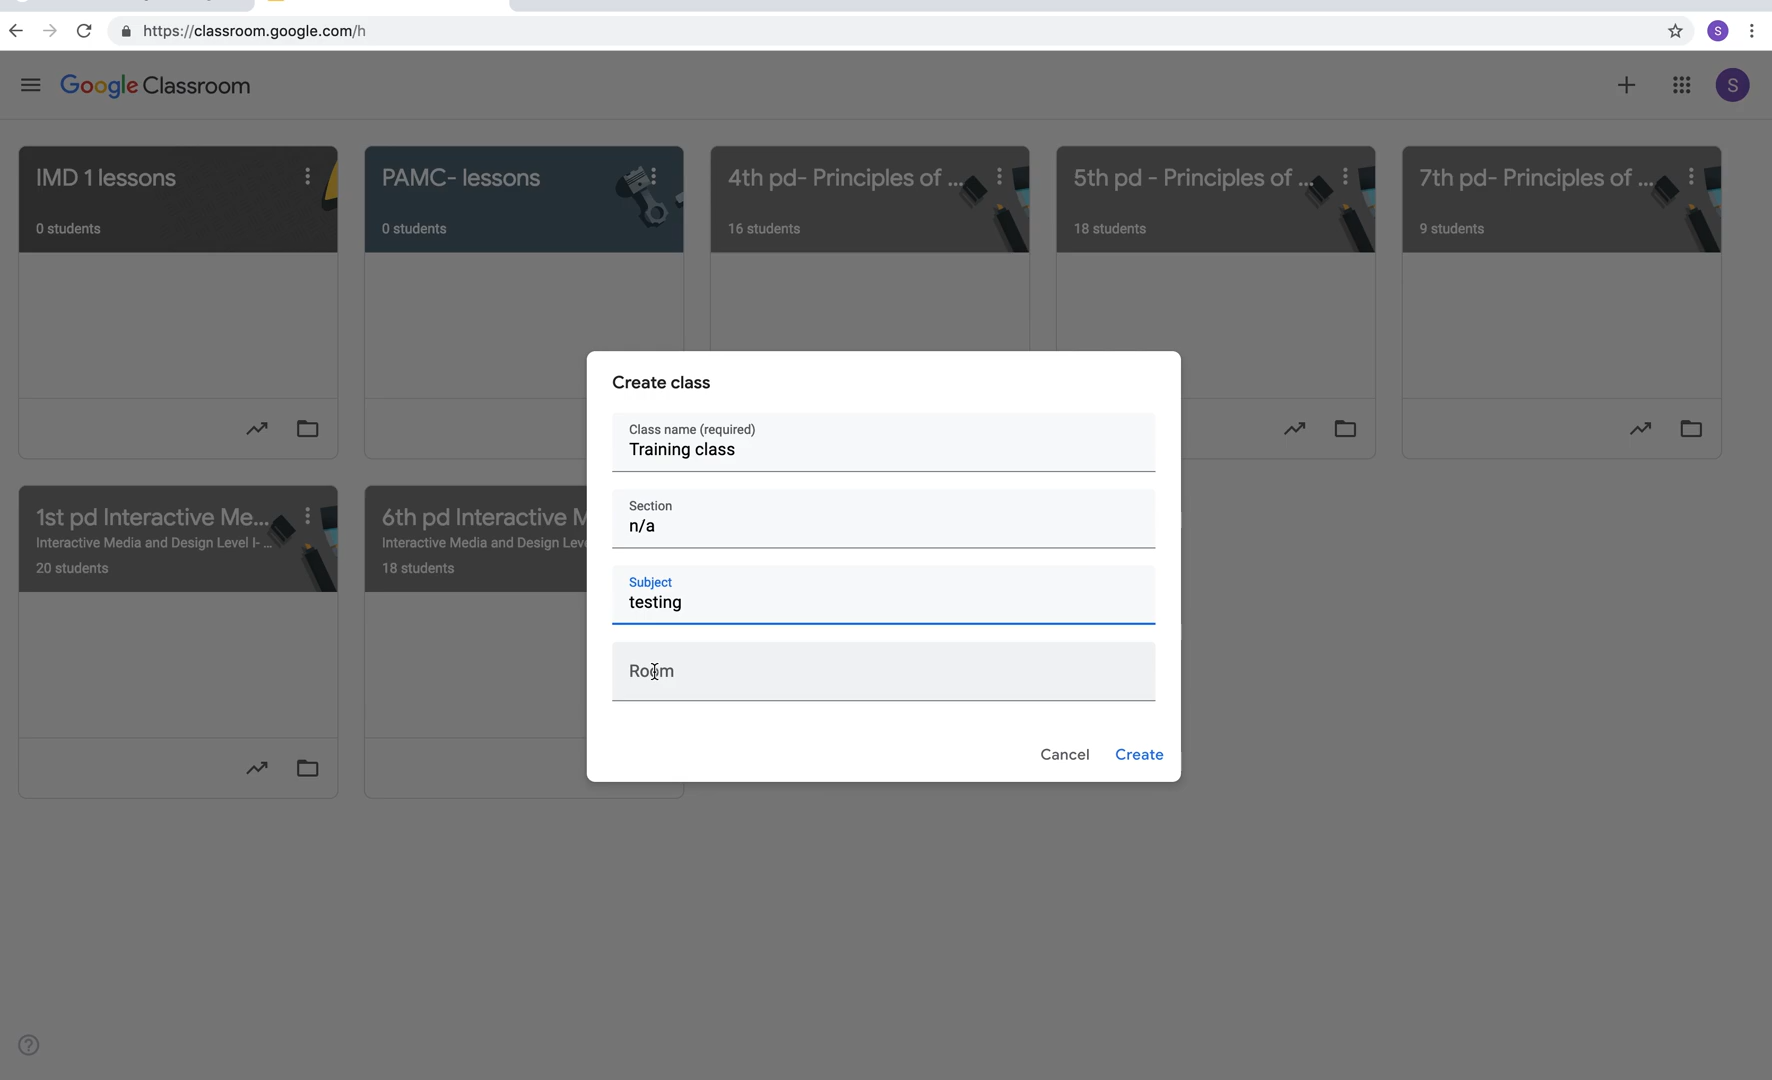 https://classroom.google.com/h
S
Google Classroom
S
IMD 1 lessons
0 students
PAMC- lessons
0 students
4th pd- Principles of ...
16 students
5th pd - Principles of ...
18 students
7th pd- Principles of ...
9 students
Create class
Class name (required)
Training class
Section
n/a
Subject
testing
Room
Cancel
Create
1st pd Interactive Me...
Interactive Media and Design Level I- ...
20 students
6th pd Interactive M
Interactive Media and Design Leve
18 students